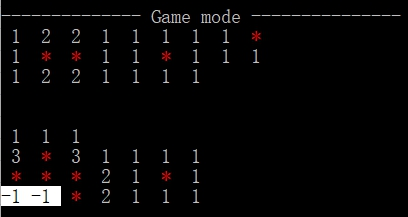 ------------- Game mode --------------
1 2 2 1 1 1 1 1 *
1 * * 1 1 * 1 1 1
1 2 2 1 1 1 1
1 1 1
3 * 3 1 1 1 1
* * * 2 1 * 1
-1 -1 * 2 1 1 1